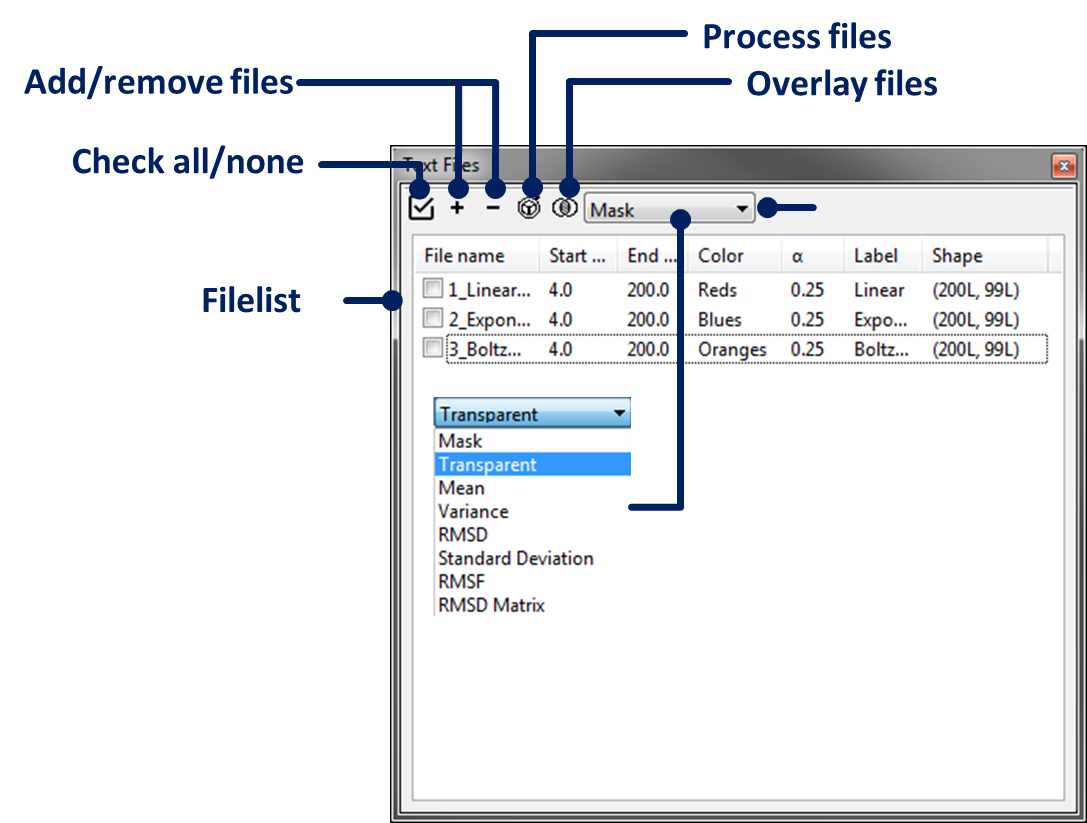 Process files
Add/remove files
Overlay files
Check all/none
Text Files
Mask
File name Start ... End ... Color α Label Shape
1_Linear... 4.0 200.0 Reds 0.25 Linear (200L, 99L)
Filelist
2_Expon... 4.0 200.0 Blues 0.25 Expo... (200L, 99L)
3_Boltz... 4.0 200.0 Oranges 0.25 Boltz... (200L, 99L)
Transparent
Mask
Transparent
Mean
Variance
RMSD
Standard Deviation
RMSF
RMSD Matrix